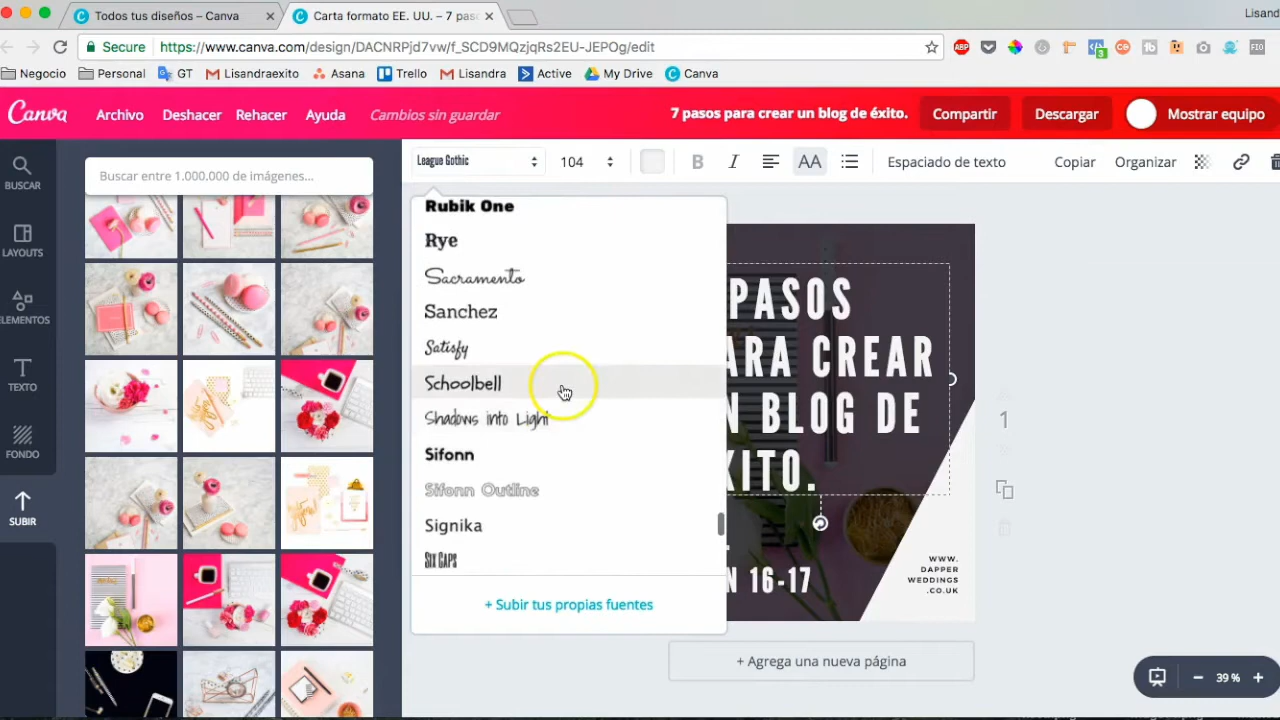 Todos tus diseños – Canva
Carta formato EE. UU. – 7 pas
Lisand
Secure
https://www.canva.com/design/DACNRPjd7vw/f_SCD9MQzjqRs2EU-JEPOg/edit
ABP
3
Negocio
Personal
GT
Lisandraexito
Asana
Trello
Lisandra
Active
My Drive
Canva
Canva
Archivo
Deshacer
Rehacer
Ayuda
Cambios sin guardar
7 pasos para crear un blog de éxito.
Compartir
Descargar
Mostrar equipo
BUSCAR
LAYOUTS
ELEMENTOS
TEXTO
FONDO
SUBIR
Buscar entre 1.000.000 de imágenes...
League Gothic
104
B
I
AA
Espaciado de texto
Copiar
Organizar
Rubik One
Rye
Sacramento
Sanchez
Satisfy
Schoolbell
Shadows into Light
Sifonn
Sifonn Outline
Signika
Six Caps
+ Subir tus propias fuentes
PASOS
ARA CREAR
N BLOG DE
XITO.
N 16-17
WWW.
DAPPER
WEDDINGS
.CO.UK
1
+ Agrega una nueva página
39 %